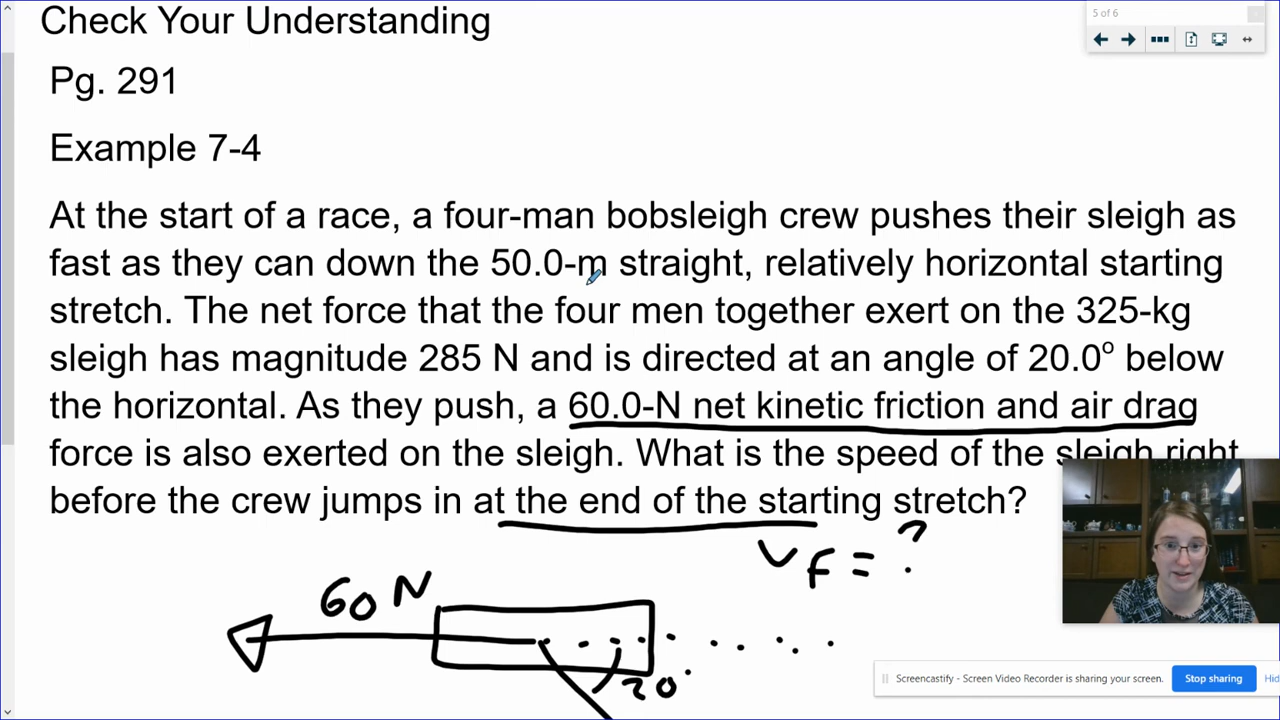 Check Your Understanding
5 of 6
Pg. 291
Example 7-4
At the start of a race, a four-man bobsleigh crew pushes their sleigh as
fast as they can down the 50.0-m straight, relatively horizontal starting
stretch. The net force that the four men together exert on the 325-kg
sleigh has magnitude 285 N and is directed at an angle of 20.0° below
the horizontal. As they push, a 60.0-N net kinetic friction and air drag
force is also exerted on the sleigh. What is the speed of the sleigh right
before the crew jumps in at the end of the starting stretch?
vf = ?
60 N
20°
Screencastify - Screen Video Recorder is sharing your screen.
Stop sharing
Hid